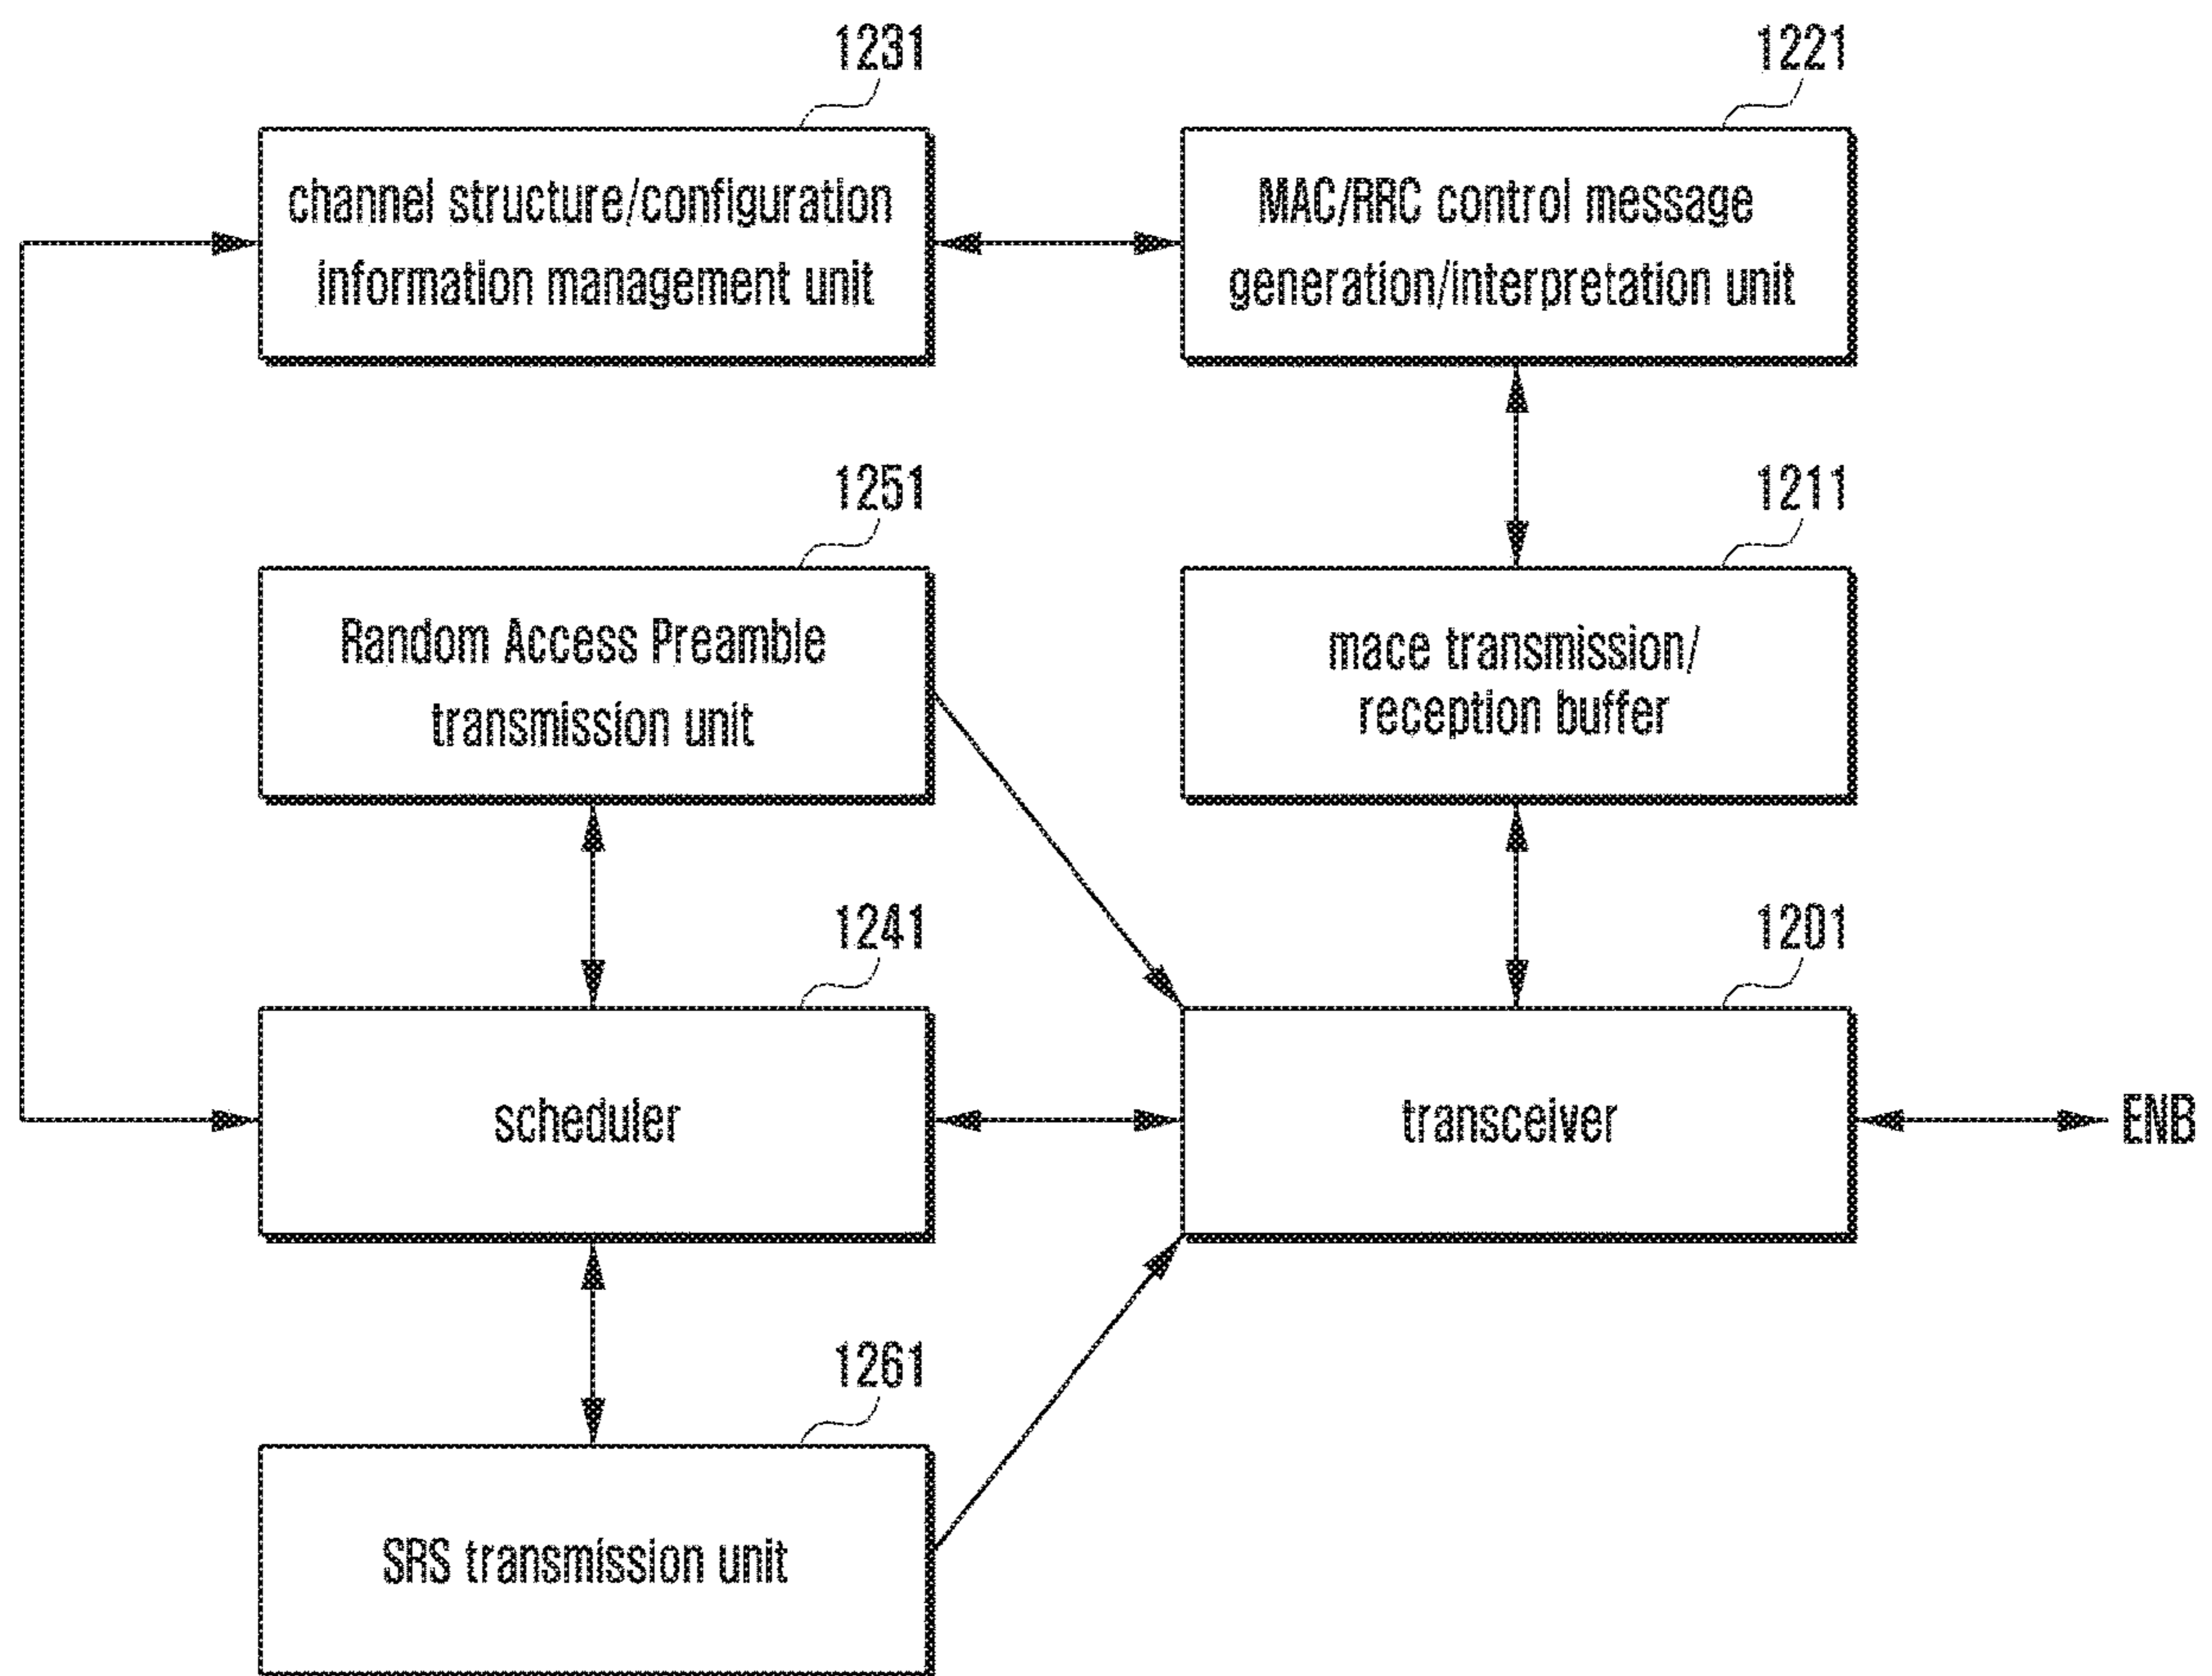 1231
1221
channel structure/configuration
information management unit
MAC/RRC control message
generation/interpretation unit
1251
1211
Random Access Preamble
transmission unit
mace transmission/
reception buffer
1241
1201
scheduler
transceiver
ENB
1261
SRS transmission unit